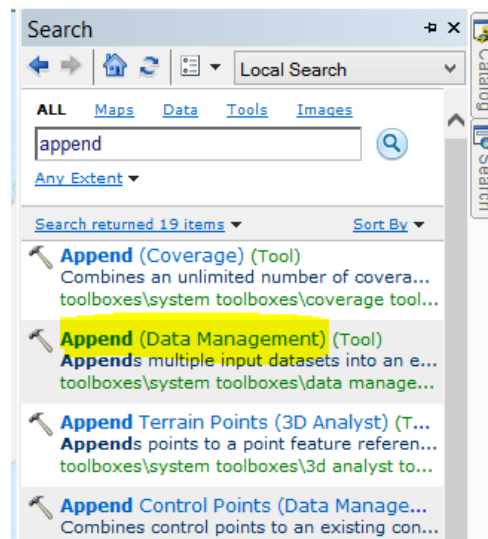 Search
Local Search
ALL Maps Data Tools Images
append
Any Extent
Search returned 19 items Sort By
Append (Coverage) (Tool)
Combines an unlimited number of covera...
toolboxes\system toolboxes\coverage tool...
Append (Data Management) (Tool)
Appends multiple input datasets into an e...
toolboxes\system toolboxes\data manage...
Append Terrain Points (3D Analyst) (T...
Appends points to a point feature referen...
toolboxes\system toolboxes\3d analyst to...
Append Control Points (Data Manage...
Combines control points to an existing con...
Catalog
Search